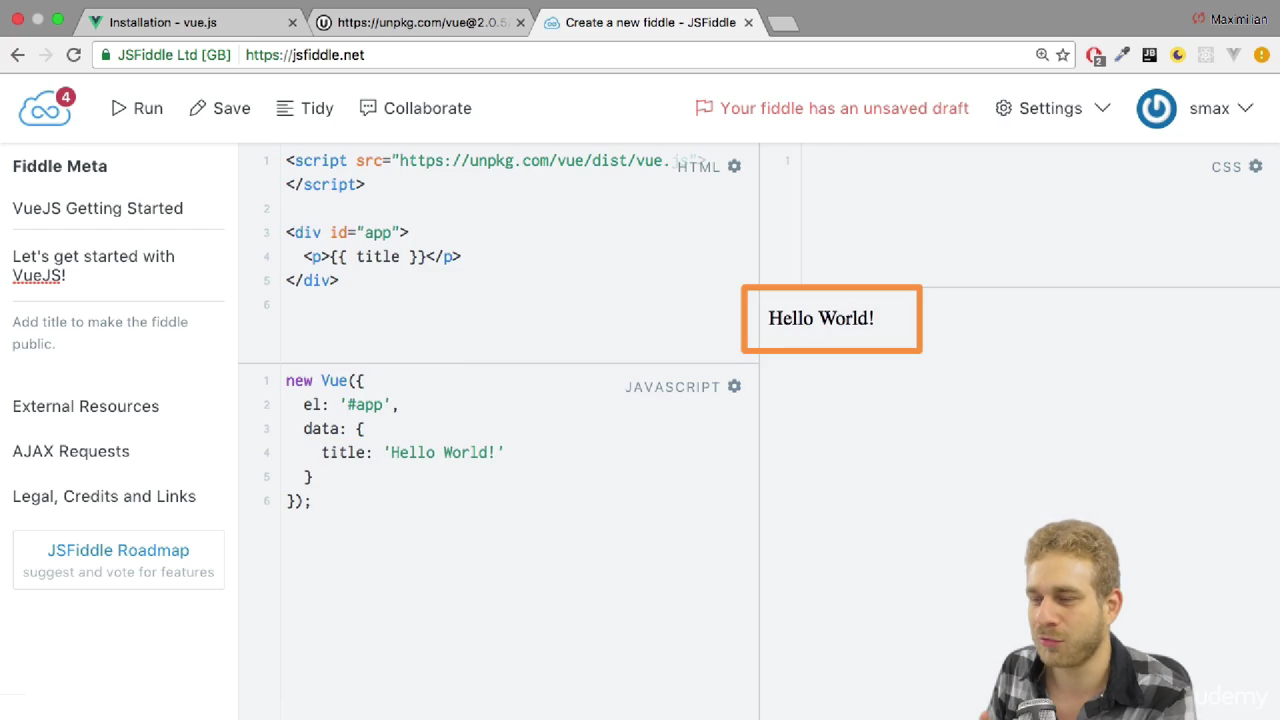 Installation - vue.js
https://unpkg.com/vue@2.0.5/
Create a new fiddle - JSFiddle
Maximilian
JSFiddle Ltd [GB] https://jsfiddle.net
2
JB
4
Run
Save
Tidy
Collaborate
Your fiddle has an unsaved draft
Settings
smax
Fiddle Meta
VueJS Getting Started
Let's get started with
VueJS!
Add title to make the fiddle
public.
External Resources
AJAX Requests
Legal, Credits and Links
JSFiddle Roadmap
suggest and vote for features
HTML
1 <script src="https://unpkg.com/vue/dist/vue.js">
</script>
2
3 <div id="app">
4 <p>{{ title }}</p>
5 </div>
6
JAVASCRIPT
1 new Vue({
2 el: '#app',
3 data: {
4 title: 'Hello World!'
5 }
6 });
1
CSS
Hello World!
udemy